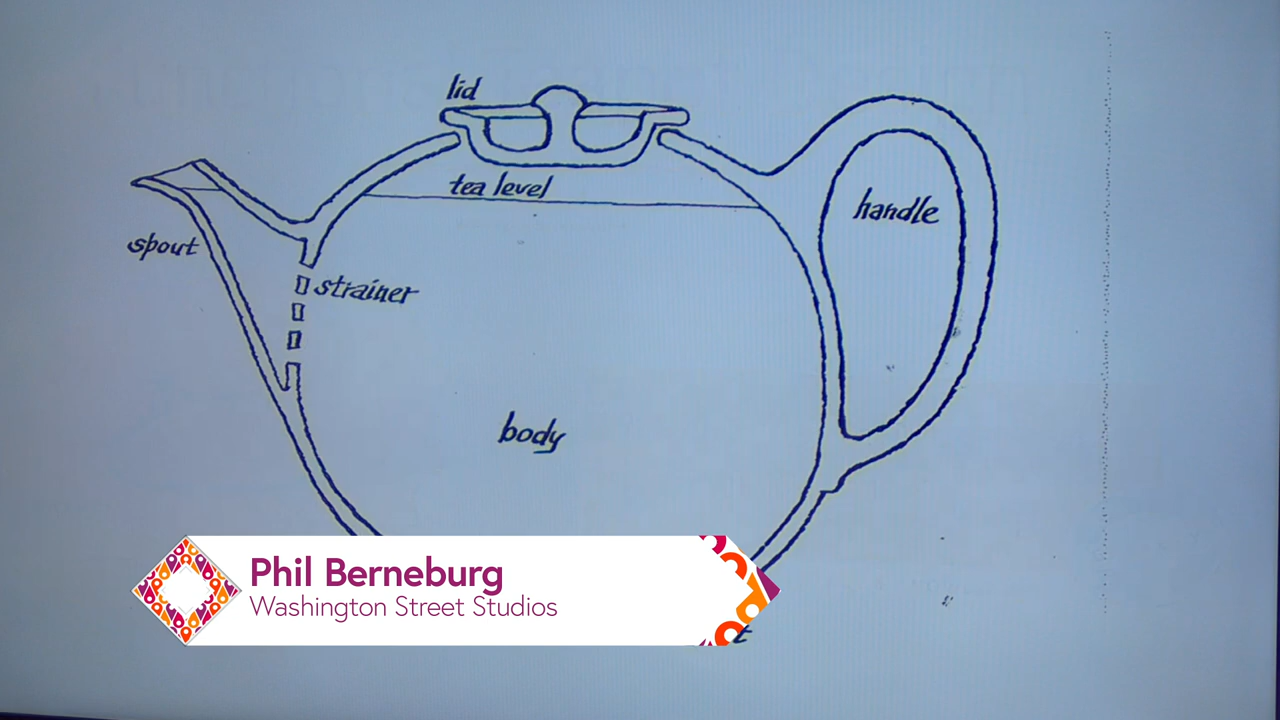 lid
tea level
handle
spout
strainer
body
Phil Berneburg
Washington Street Studios